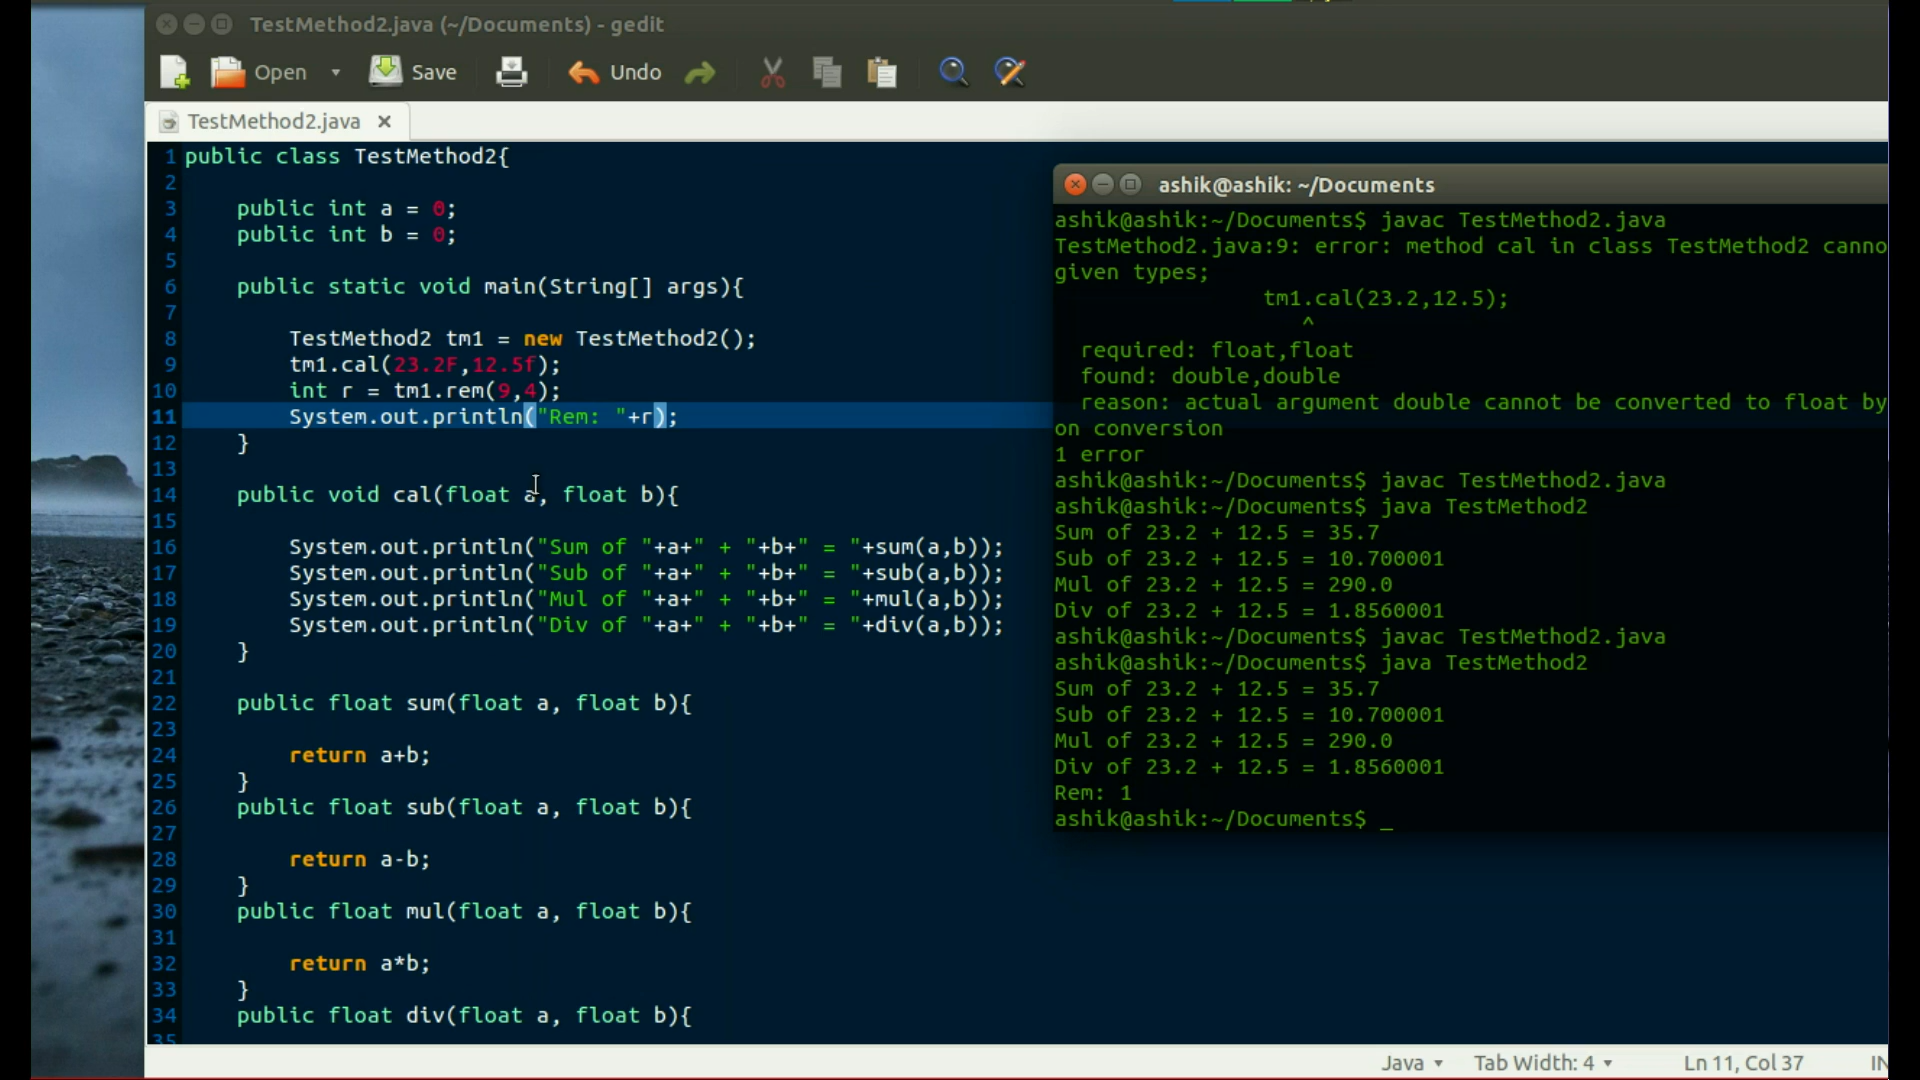 TestMethod2.java (~/Documents) - gedit
Open Save Undo
TestMethod2.java
1 public class TestMethod2{
2
3 public int a = 0;
4 public int b = 0;
5
6 public static void main(String[] args){
7
8 TestMethod2 tm1 = new TestMethod2();
9 tm1.cal(23.2F,12.5f);
10 int r = tm1.rem(9,4);
11 System.out.println("Rem: "+r);
12 }
13
14 public void cal(float a, float b){
15
16 System.out.println("Sum of "+a+" + "+b+" = "+sum(a,b));
17 System.out.println("Sub of "+a+" + "+b+" = "+sub(a,b));
18 System.out.println("Mul of "+a+" + "+b+" = "+mul(a,b));
19 System.out.println("Div of "+a+" + "+b+" = "+div(a,b));
20 }
21
22 public float sum(float a, float b){
23
24 return a+b;
25 }
26 public float sub(float a, float b){
27
28 return a-b;
29 }
30 public float mul(float a, float b){
31
32 return a*b;
33 }
34 public float div(float a, float b){
35
ashik@ashik: ~/Documents
ashik@ashik:~/Documents$ javac TestMethod2.java
TestMethod2.java:9: error: method cal in class TestMethod2 canno
given types;
tm1.cal(23.2,12.5);
^
required: float,float
found: double,double
reason: actual argument double cannot be converted to float by
on conversion
1 error
ashik@ashik:~/Documents$ javac TestMethod2.java
ashik@ashik:~/Documents$ java TestMethod2
Sum of 23.2 + 12.5 = 35.7
Sub of 23.2 + 12.5 = 10.700001
Mul of 23.2 + 12.5 = 290.0
Div of 23.2 + 12.5 = 1.8560001
ashik@ashik:~/Documents$ javac TestMethod2.java
ashik@ashik:~/Documents$ java TestMethod2
Sum of 23.2 + 12.5 = 35.7
Sub of 23.2 + 12.5 = 10.700001
Mul of 23.2 + 12.5 = 290.0
Div of 23.2 + 12.5 = 1.8560001
Rem: 1
ashik@ashik:~/Documents$ _
Java Tab Width: 4 Ln 11, Col 37 IN